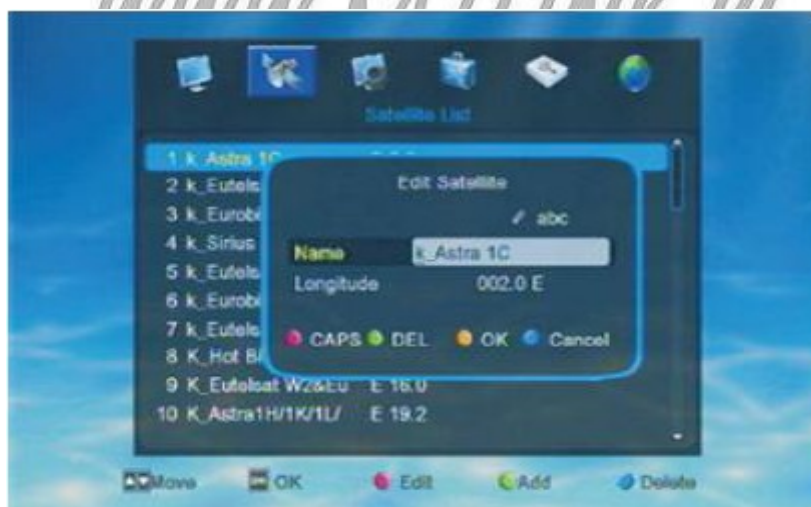 Satellite List
1 k_Astra 1C
2 k_Eutels
3 k_Eurobi
4 k_Sirius
5 k_Eutels
6 k_Eurobi
7 k_Eutels
8 K_Hot Bi
9 K_Eutelsat W2&Eu E 16.0
10 K_Astra1H/1K/1L/ E 19.2
Edit Satellite
abc
Name k_Astra 1C
Longitude 002.0 E
CAPS DEL OK Cancel
Move OK Edit Add Delete